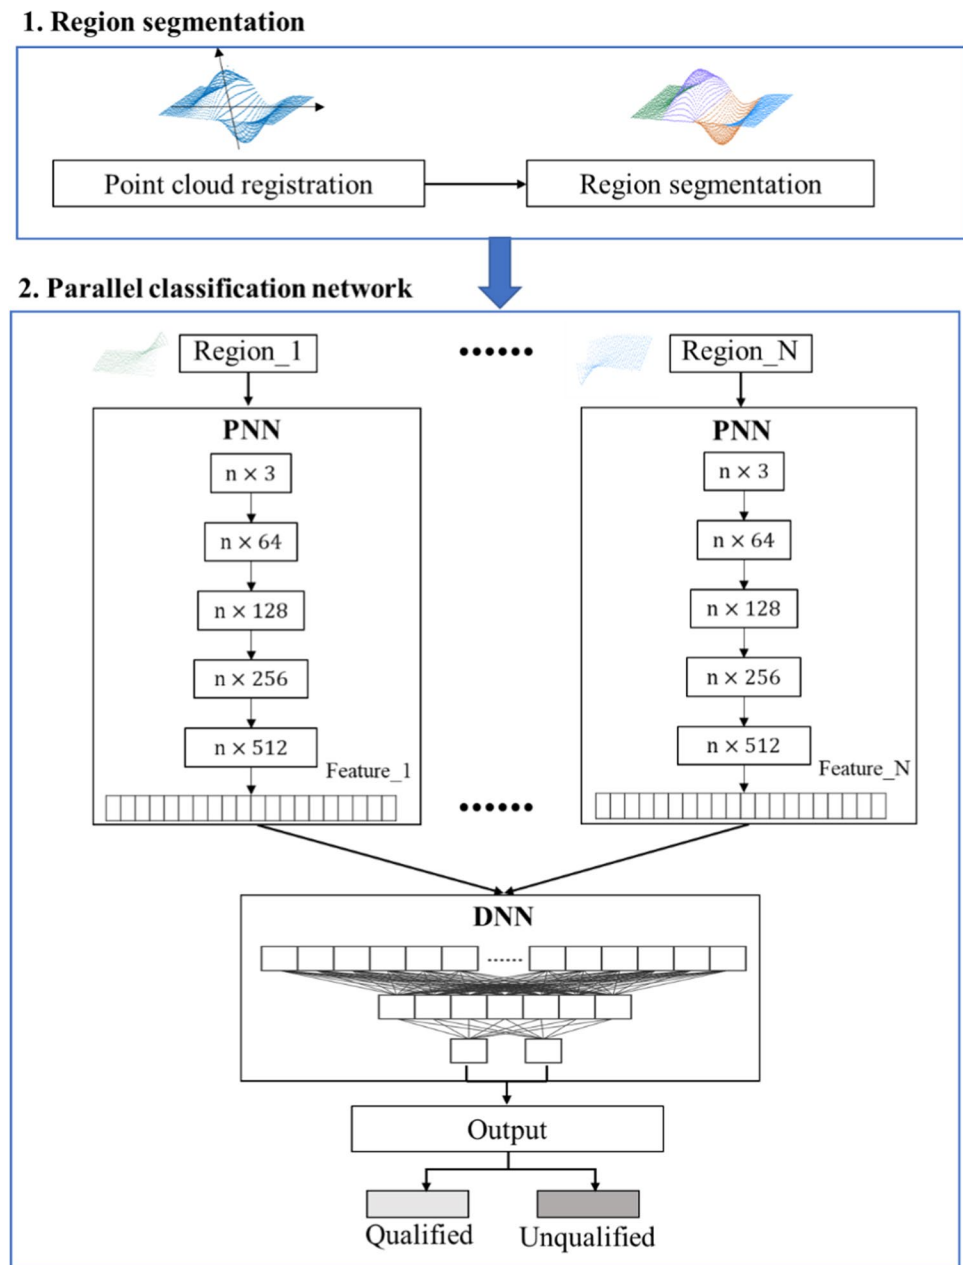 1. Region segmentation
Point cloud registration
Region segmentation
2. Parallel classification network
Region_1
......
Region_N
PNN
n × 3
n × 64
n × 128
n × 256
n × 512
Feature_1
PNN
n × 3
n × 64
n × 128
n × 256
n × 512
Feature_N
......
DNN
......
Output
Qualified
Unqualified